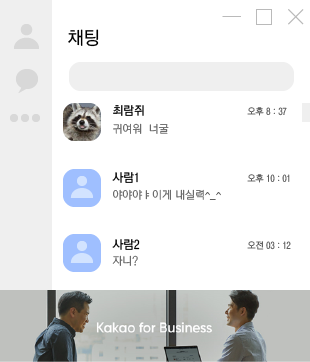 채팅
최람쥐 오후 8 : 37
귀여워 너굴
사람1 오후 10 : 01
야야야ㅑ이게 내실력^_^
사람2 오전 03 : 12
자니?
Kakao for Business